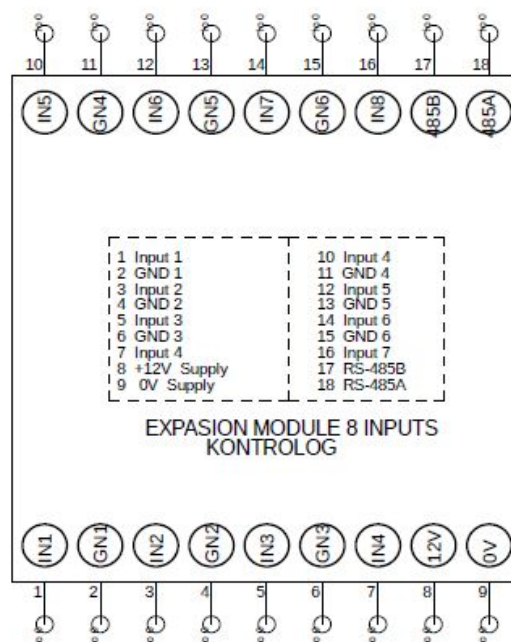 10 11 12 13 14 15 16 17 18
IN5 GN4 IN6 GN5 IN7 GN6 IN8 485B 485A
1 Input 1
2 GND 1
3 Input 2
4 GND 2
5 Input 3
6 GND 3
7 Input 4
8 +12V Supply
9 0V Supply
10 Input 4
11 GND 4
12 Input 5
13 GND 5
14 Input 6
15 GND 6
16 Input 7
17 RS-485B
18 RS-485A
EXPASION MODULE 8 INPUTS
KONTROLOG
IN1 GN1 IN2 GN2 IN3 GN3 IN4 12V 0V
1 2 3 4 5 6 7 8 9